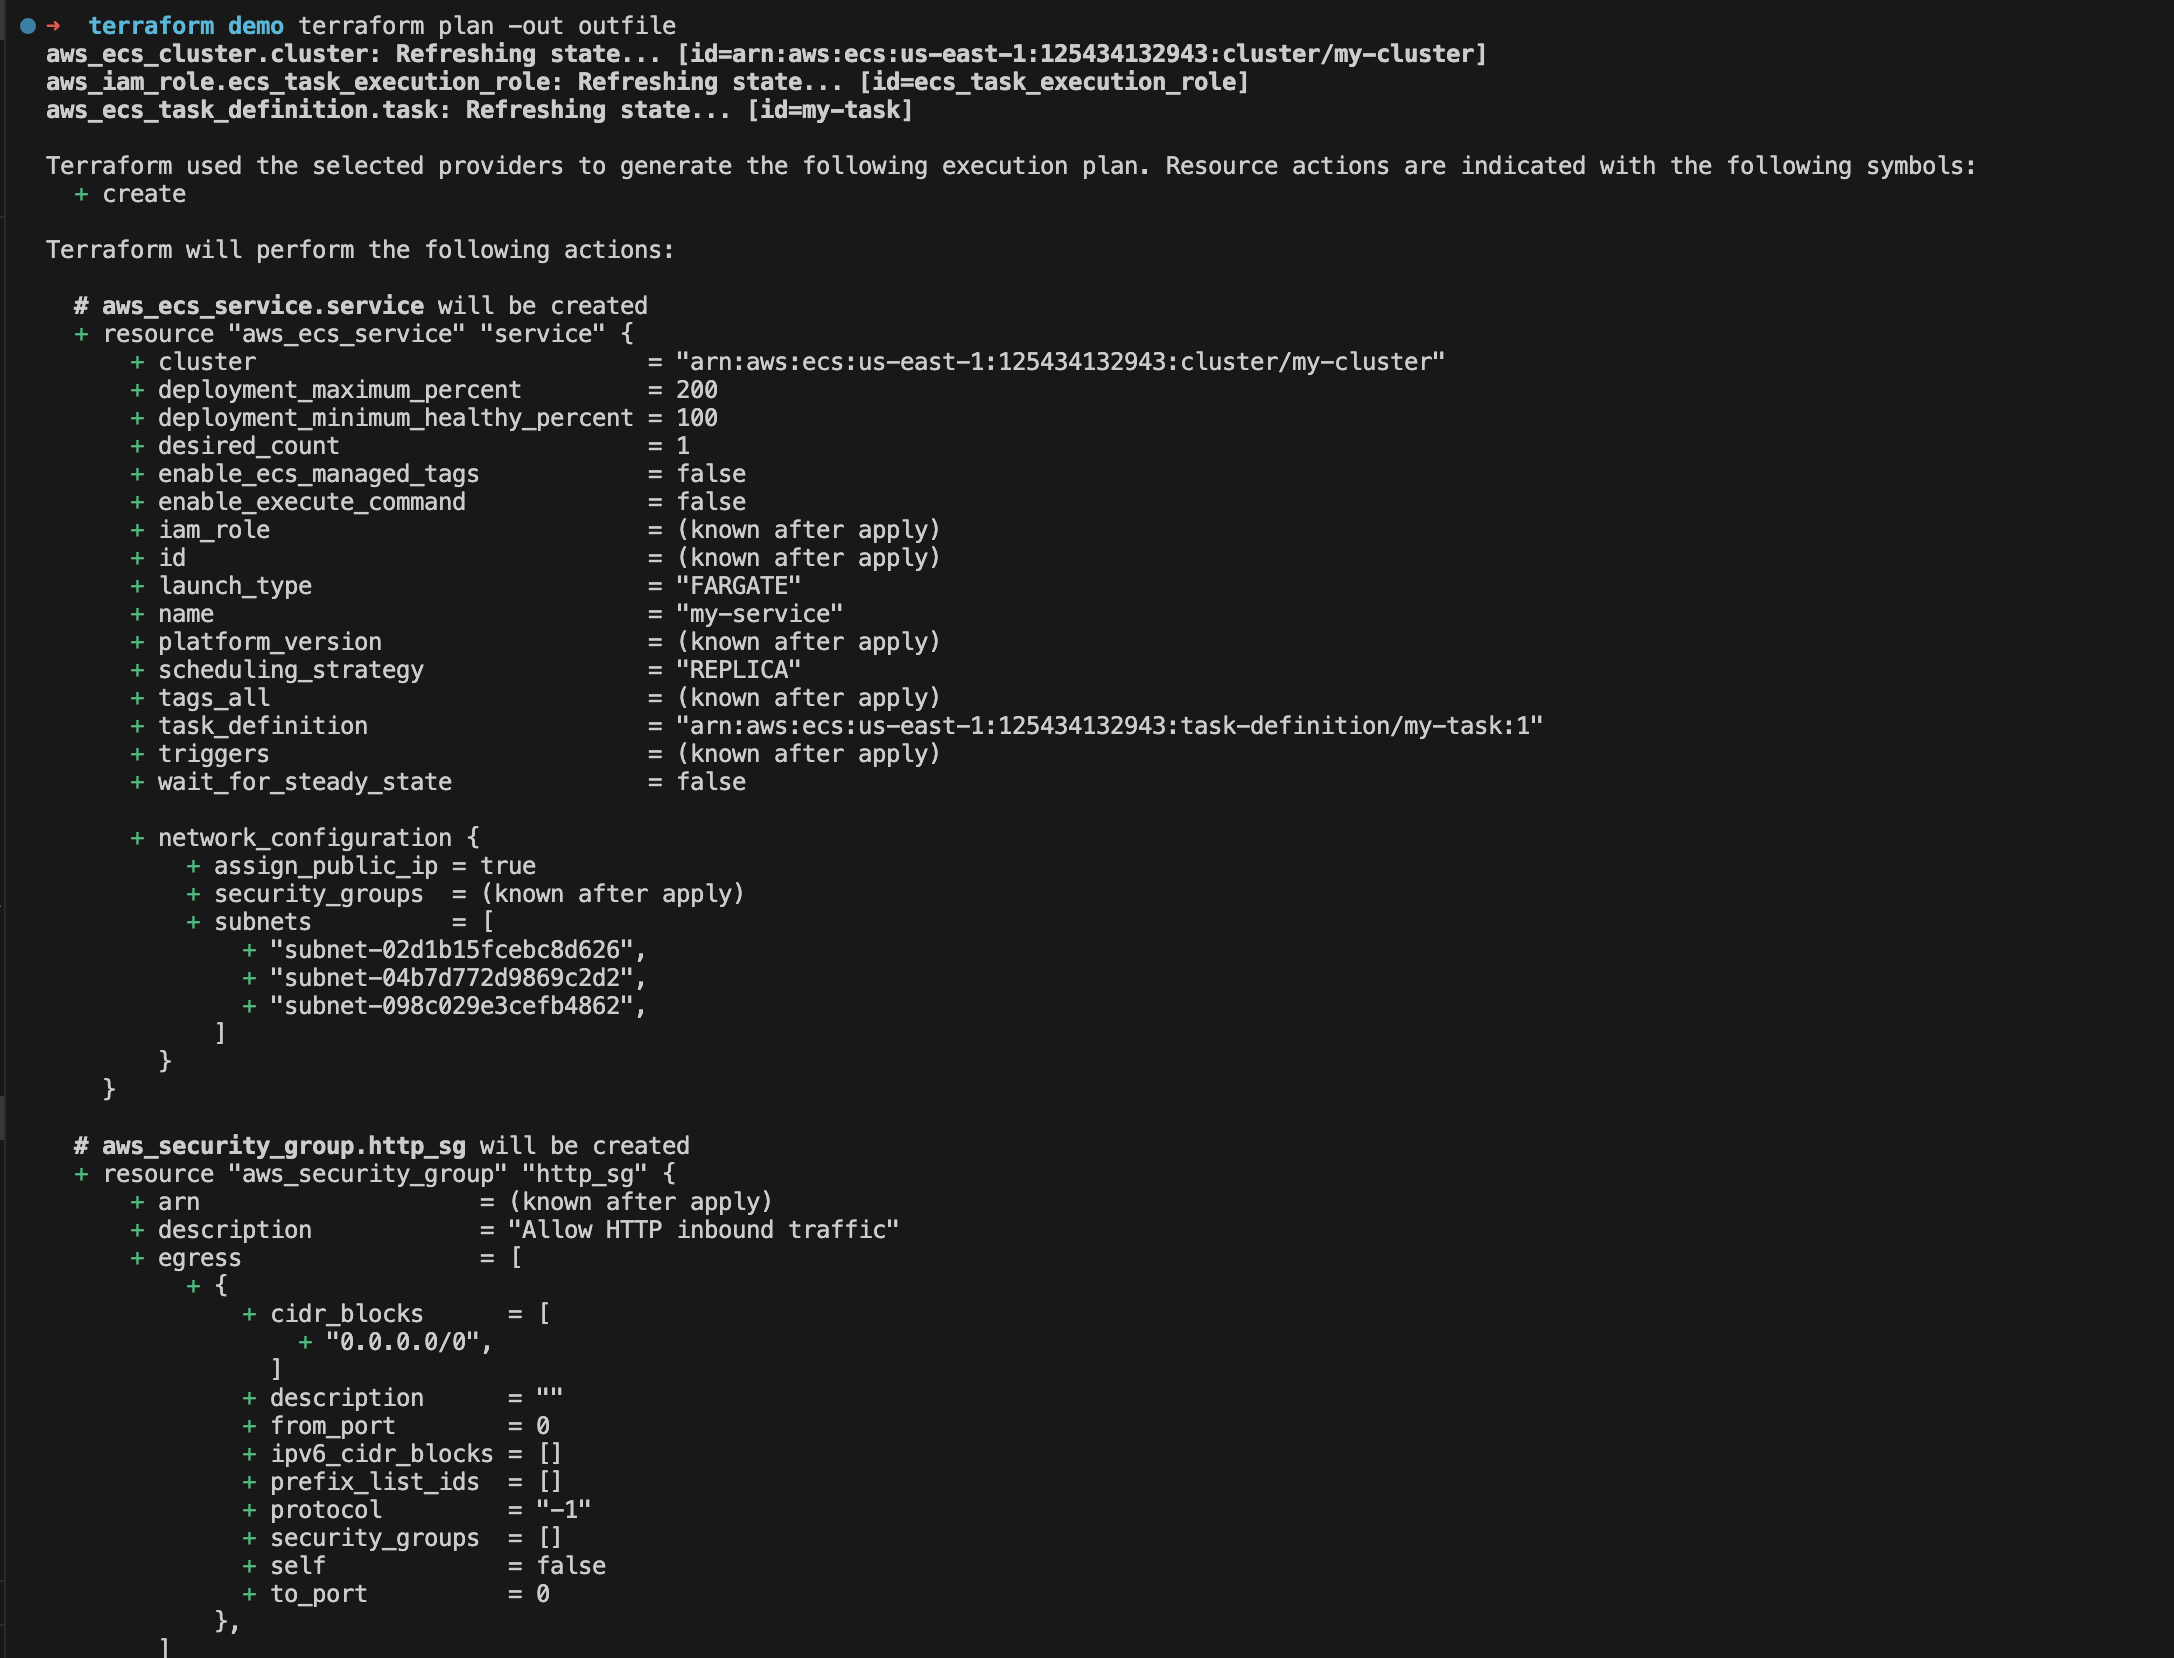 ➜ terraform demo terraform plan -out outfile
aws_ecs_cluster.cluster: Refreshing state... [id=arn:aws:ecs:us-east-1:125434132943:cluster/my-cluster]
aws_iam_role.ecs_task_execution_role: Refreshing state... [id=ecs_task_execution_role]
aws_ecs_task_definition.task: Refreshing state... [id=my-task]

Terraform used the selected providers to generate the following execution plan. Resource actions are indicated with the following symbols:
  + create

Terraform will perform the following actions:

  # aws_ecs_service.service will be created
  + resource "aws_ecs_service" "service" {
      + cluster                            = "arn:aws:ecs:us-east-1:125434132943:cluster/my-cluster"
      + deployment_maximum_percent         = 200
      + deployment_minimum_healthy_percent = 100
      + desired_count                      = 1
      + enable_ecs_managed_tags            = false
      + enable_execute_command             = false
      + iam_role                           = (known after apply)
      + id                                 = (known after apply)
      + launch_type                        = "FARGATE"
      + name                               = "my-service"
      + platform_version                   = (known after apply)
      + scheduling_strategy                = "REPLICA"
      + tags_all                           = (known after apply)
      + task_definition                    = "arn:aws:ecs:us-east-1:125434132943:task-definition/my-task:1"
      + triggers                           = (known after apply)
      + wait_for_steady_state              = false

      + network_configuration {
          + assign_public_ip = true
          + security_groups  = (known after apply)
          + subnets          = [
              + "subnet-02d1b15fcebc8d626",
              + "subnet-04b7d772d9869c2d2",
              + "subnet-098c029e3cefb4862",
            ]
        }
    }

  # aws_security_group.http_sg will be created
  + resource "aws_security_group" "http_sg" {
      + arn                    = (known after apply)
      + description            = "Allow HTTP inbound traffic"
      + egress                 = [
          + {
              + cidr_blocks      = [
                  + "0.0.0.0/0",
                ]
              + description      = ""
              + from_port        = 0
              + ipv6_cidr_blocks = []
              + prefix_list_ids  = []
              + protocol         = "-1"
              + security_groups  = []
              + self             = false
              + to_port          = 0
            },
        ]